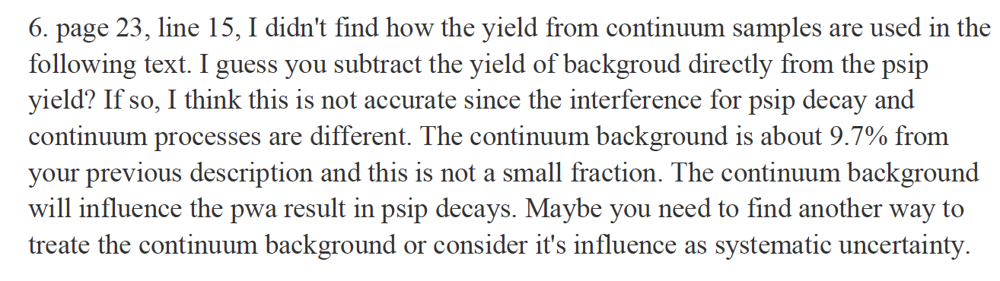 6. page 23, line 15, I didn't find how the yield from continuum samples are used in the
following text. I guess you subtract the yield of backgroud directly from the psip
yield? If so, I think this is not accurate since the interference for psip decay and
continuum processes are different. The continuum background is about 9.7% from
your previous description and this is not a small fraction. The continuum background
will influence the pwa result in psip decays. Maybe you need to find another way to
treate the continuum background or consider it's influence as systematic uncertainty.